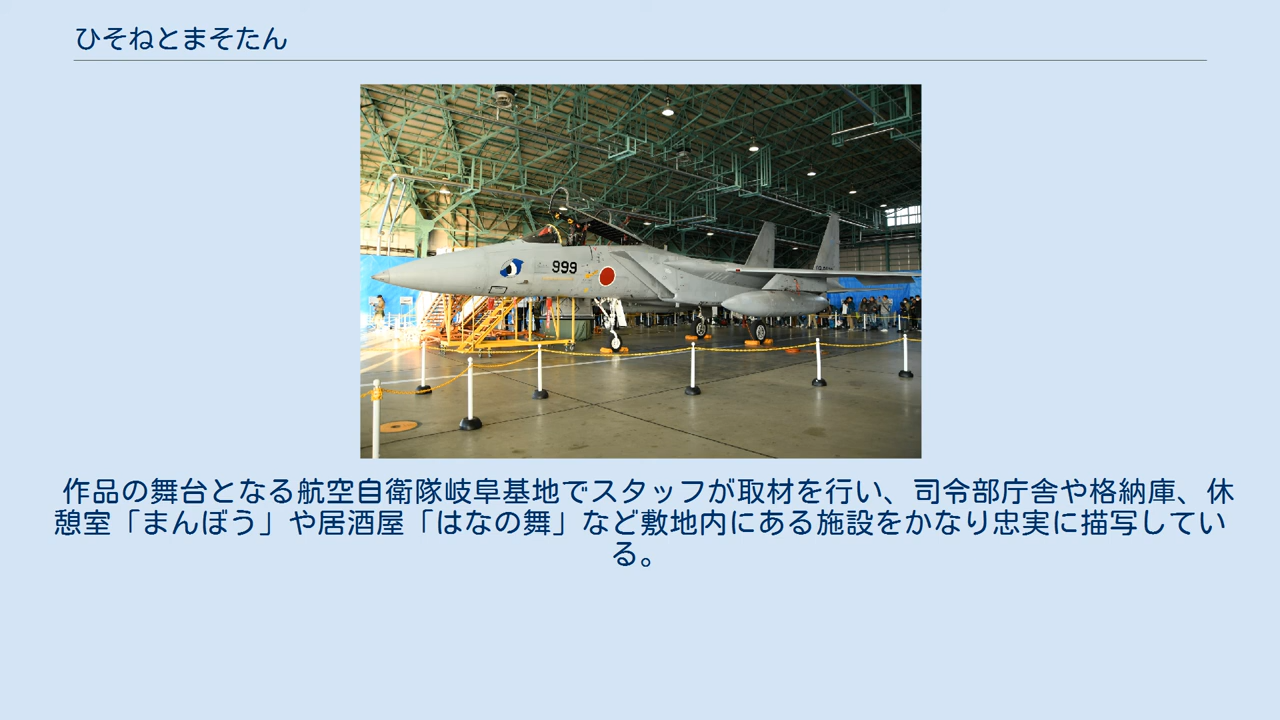 ひそねとまそたん
999
作品の舞台となる航空自衛隊岐阜基地でスタッフが取材を行い、司令部庁舎や格納庫、休
憩室「まんぼう」や居酒屋「はなの舞」など敷地内にある施設をかなり忠実に描写してい
る。